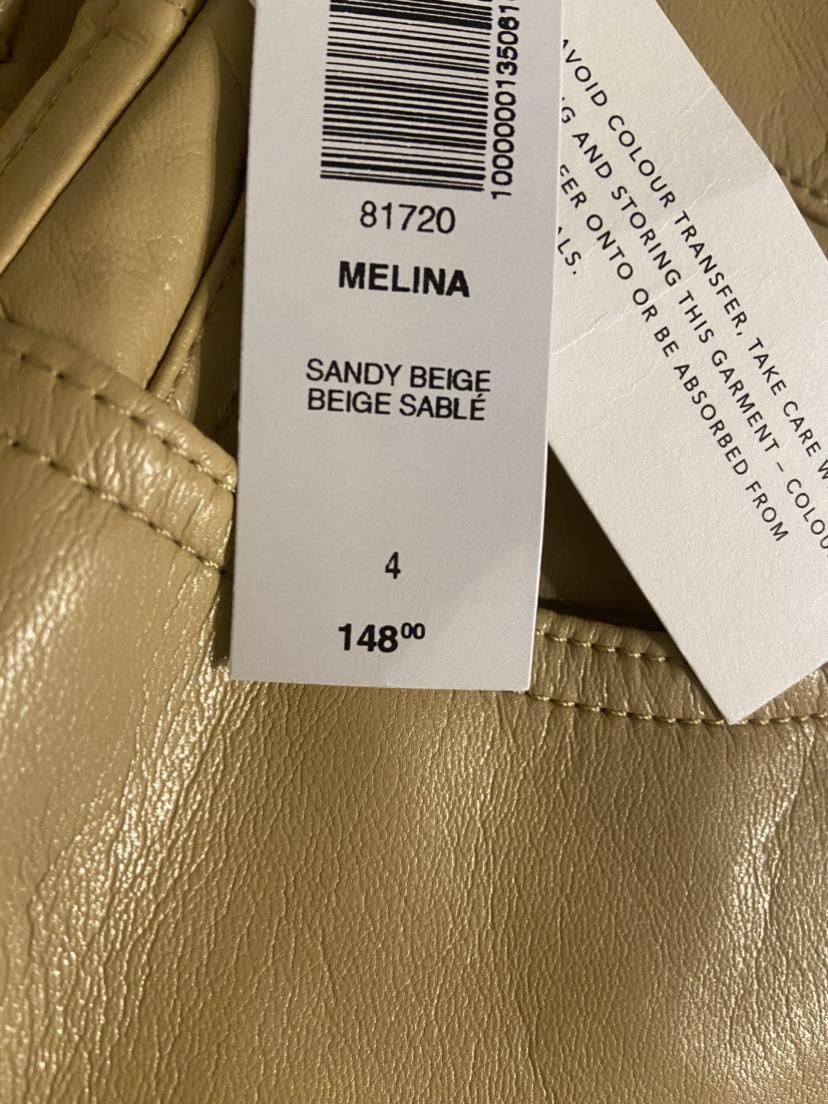 10000001350810
81720
MELINA
SANDY BEIGE
BEIGE SABLÉ
4
148⁰⁰
AVOID COLOUR TRANSFER, TAKE CARE
AND STORING THIS GARMENT – COLOU
ONTO OR BE ABSORBED FROM